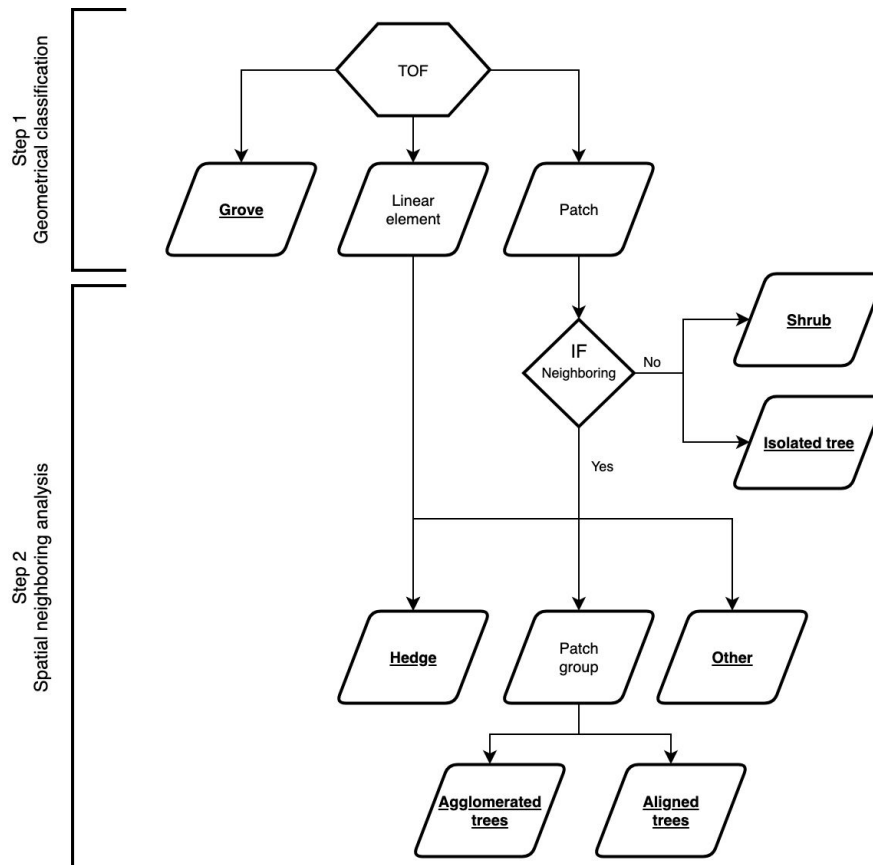 Step 1
Geometrical classification
TOF
Grove
Linear
element
Patch
Step 2
Spatial neighboring analysis
IF
Neighboring
No
Yes
Shrub
Isolated tree
Hedge
Patch
group
Other
Agglomerated
trees
Aligned
trees